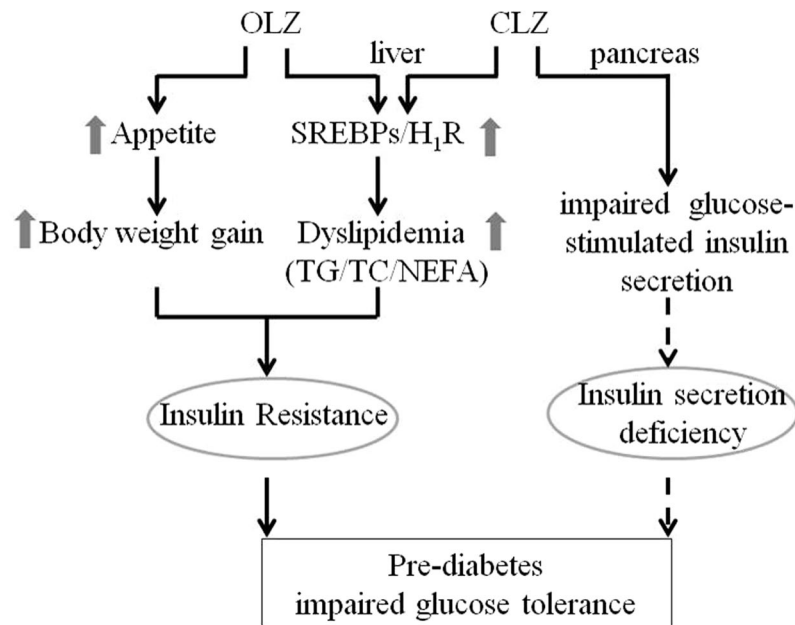 OLZ
CLZ
liver
pancreas
Appetite
SREBPs/H₁R
Body weight gain
Dyslipidemia
(TG/TC/NEFA)
impaired glucose-
stimulated insulin
secretion
Insulin Resistance
Insulin secretion
deficiency
Pre-diabetes
impaired glucose tolerance